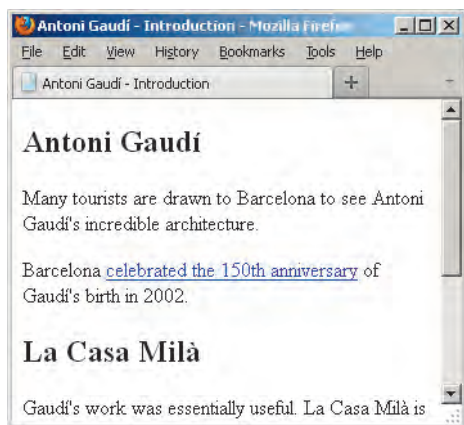 Antoni Gaudí - Introduction - Mozilla Firefox
File Edit View History Bookmarks Tools Help
Antoni Gaudí - Introduction
Antoni Gaudí
Many tourists are drawn to Barcelona to see Antoni
Gaudí's incredible architecture.
Barcelona celebrated the 150th anniversary of
Gaudí's birth in 2002.
La Casa Milà
Gaudí's work was essentially useful. La Casa Milà is